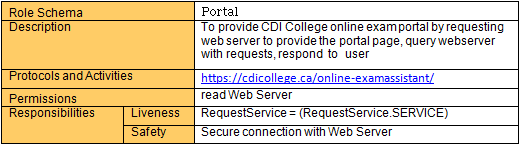 Role Schema Portal
Description To provide CDI College online exam portal by requesting
web server to provide the portal page, query webserver
with requests, respond to user
Protocols and Activities https://cdicollege.ca/online-examassistant/
Permissions read Web Server
Responsibilities Liveness RequestService = (RequestService.SERVICE)
Safety Secure connection with Web Server